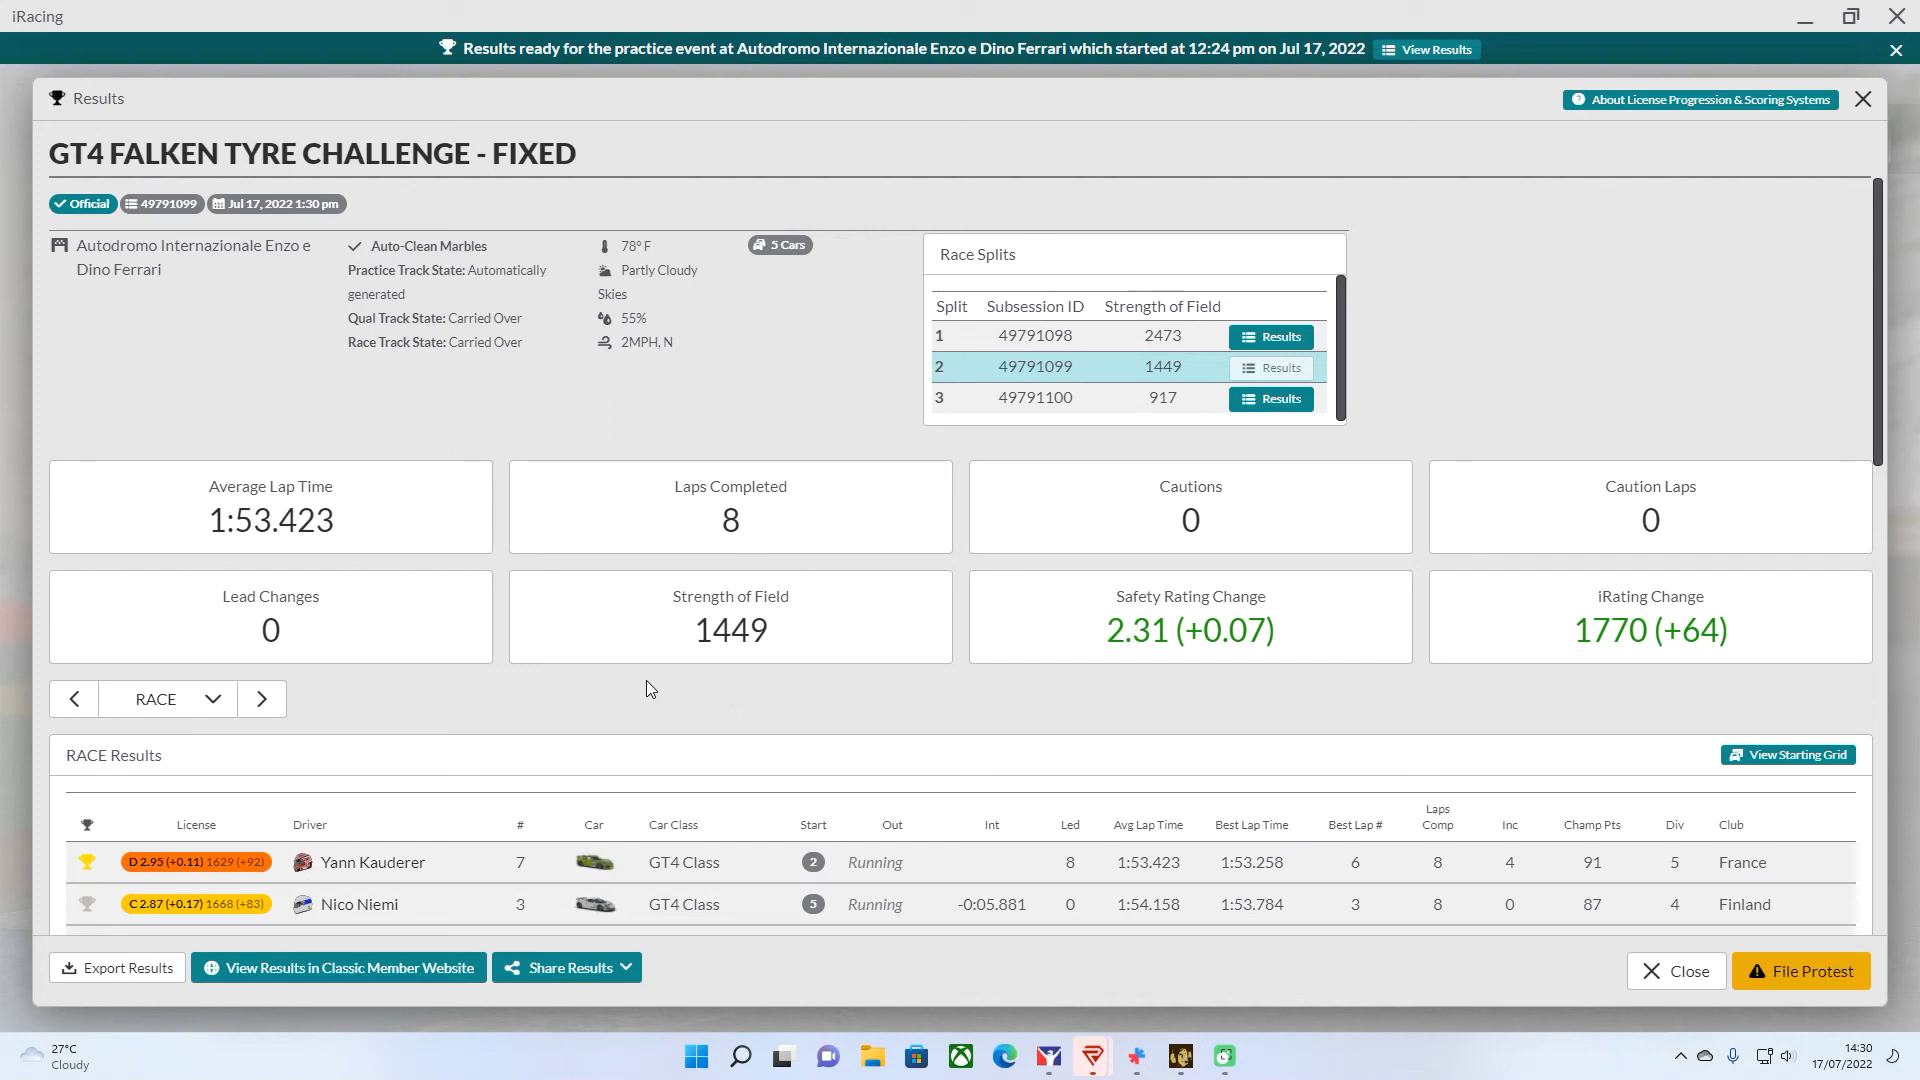 iRacing
Results ready for the practice event at Autodromo Internazionale Enzo e Dino Ferrari which started at 12:24 pm on Jul 17, 2022 View Results
Results
About License Progression & Scoring Systems
GT4 FALKEN TYRE CHALLENGE - FIXED
Official 49791099 Jul 17, 2022 1:30 pm
Autodromo Internazionale Enzo e
Dino Ferrari
Auto-Clean Marbles
Practice Track State: Automatically
generated
Qual Track State: Carried Over
Race Track State: Carried Over
78° F
Partly Cloudy
Skies
55%
2MPH, N
5 Cars
Race Splits
Split Subsession ID Strength of Field
1 49791098 2473 Results
2 49791099 1449 Results
3 49791100 917 Results
Average Lap Time
1:53.423
Laps Completed
8
Cautions
0
Caution Laps
0
Lead Changes
0
Strength of Field
1449
Safety Rating Change
2.31 (+0.07)
iRating Change
1770 (+64)
RACE
RACE Results
View Starting Grid
License Driver # Car Car Class Start Out Int Led Avg Lap Time Best Lap Time Best Lap # Laps Comp Inc Champ Pts Div Club
D 2.95 (+0.11) 1629 (+92) Yann Kauderer 7 GT4 Class 2 Running 8 1:53.423 1:53.258 6 8 4 91 5 France
C 2.87 (+0.17) 1668 (+83) Nico Niemi 3 GT4 Class 5 Running -0:05.881 0 1:54.158 1:53.784 3 8 0 87 4 Finland
Export Results
View Results in Classic Member Website
Share Results
Close
File Protest
27°C
Cloudy
14:30
17/07/2022